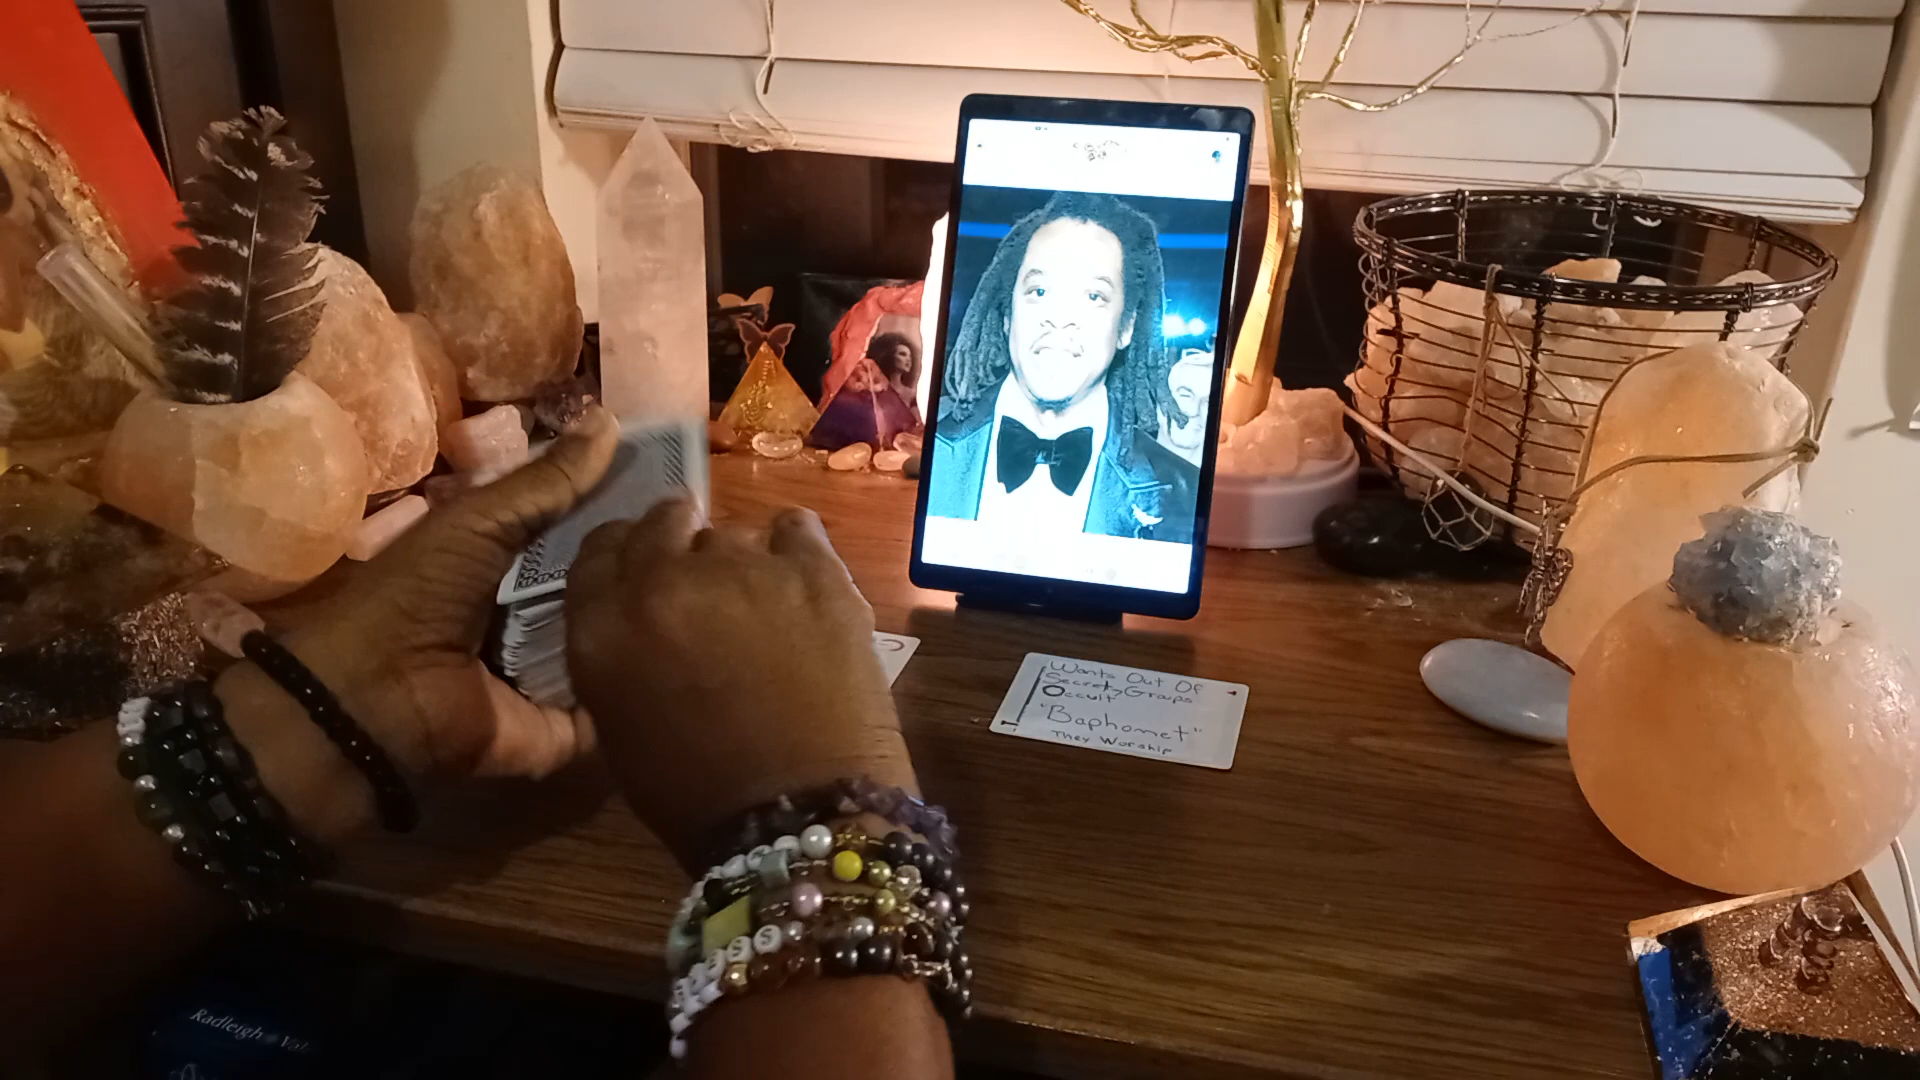 Wants Out Of
Secret Groups
Occult
"Baphomet"
They Worship
Radleigh